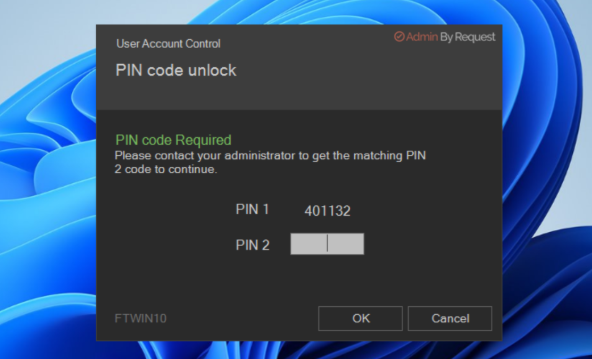 User Account Control
Admin By Request
PIN code unlock
PIN code Required
Please contact your administrator to get the matching PIN
2 code to continue.
PIN 1 401132
PIN 2
FTWIN10
OK Cancel